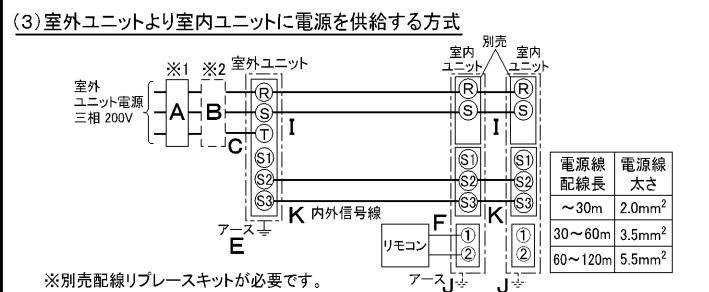 (3)室外ユニットより室内ユニットに電源を供給する方式
※1
※2
室外ユニット
室内
ユニット
別売
室内
ユニット
室外
ユニット電源
三相 200V
A
B
C
R
S
T
S1
S2
S3
I
R
S
I
R
S
S1
S2
S3
S1
S2
S3
K 内外信号線
K
アース
E
リモコン
F
①
②
①
②
アース
J
J
電源線
配線長
電源線
太さ
～30m 2.0mm²
30～60m 3.5mm²
60～120m 5.5mm²
※別売配線リプレースキットが必要です。